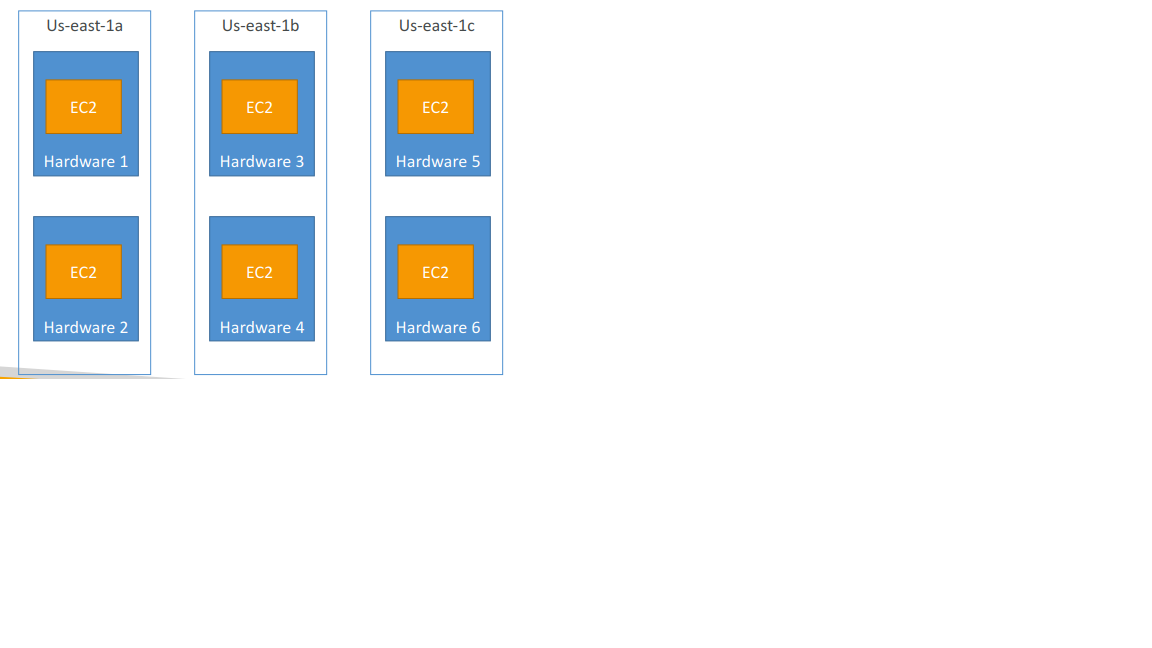 Us-east-1a
EC2
Hardware 1
EC2
Hardware 2
Us-east-1b
EC2
Hardware 3
EC2
Hardware 4
Us-east-1c
EC2
Hardware 5
EC2
Hardware 6